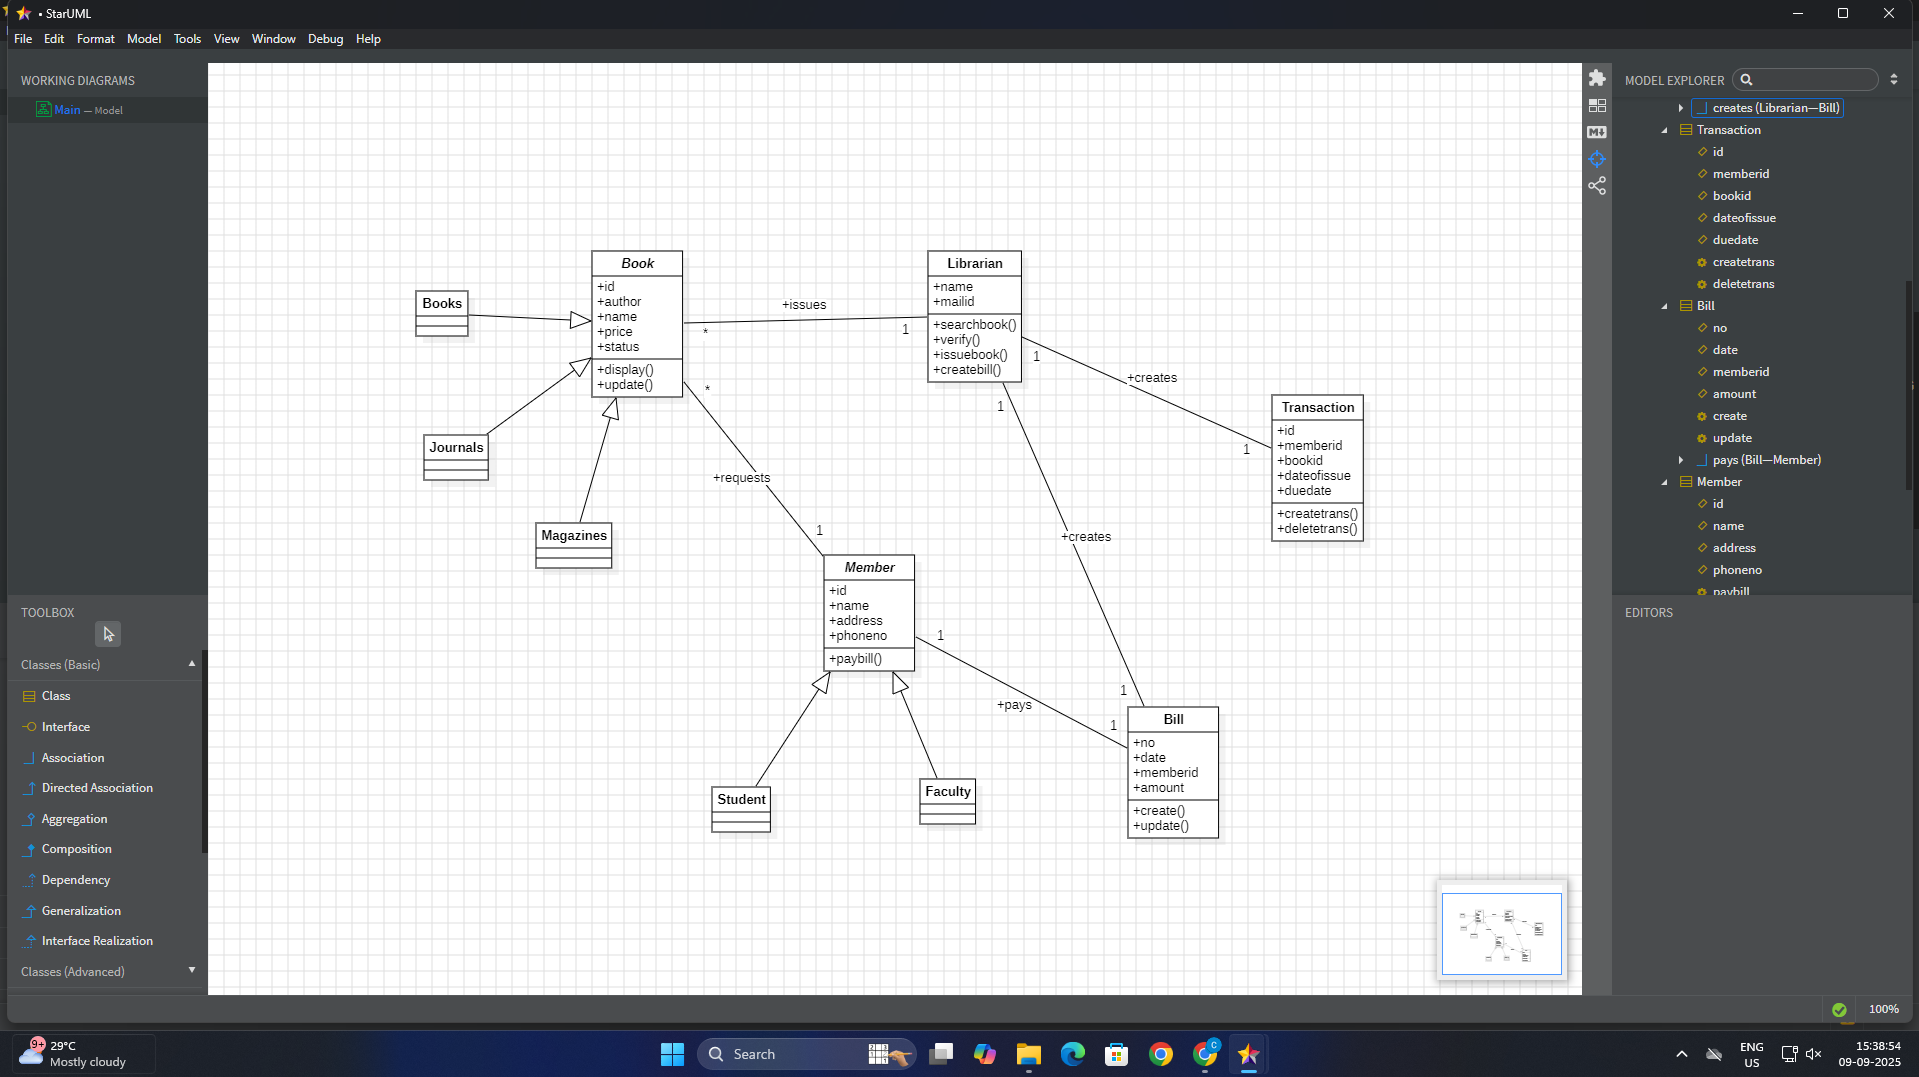 • StarUML
File Edit Format Model Tools View Window Debug Help
WORKING DIAGRAMS
Main — Model
TOOLBOX
Classes (Basic)
Class
Interface
Association
Directed Association
Aggregation
Composition
Dependency
Generalization
Interface Realization
Classes (Advanced)
Books
Journals
Magazines
Book
+id
+author
+name
+price
+status
+display()
+update()
+issues
*
1
Librarian
+name
+mailid
+searchbook()
+verify()
+issuebook()
+createbill()
1
+creates
1
Transaction
+id
+memberid
+bookid
+dateofissue
+duedate
+createtrans()
+deletetrans()
*
+requests
1
1
+creates
1
Member
+id
+name
+address
+phoneno
+paybill()
1
+pays
1
Student
Faculty
Bill
+no
+date
+memberid
+amount
+create()
+update()
MODEL EXPLORER
creates (Librarian—Bill)
Transaction
id
memberid
bookid
dateofissue
duedate
createtrans
deletetrans
Bill
no
date
memberid
amount
create
update
pays (Bill—Member)
Member
id
name
address
phoneno
paybill
EDITORS
100%
9+
29°C
Mostly cloudy
Search
C
ENG
US
15:38:54
09-09-2025